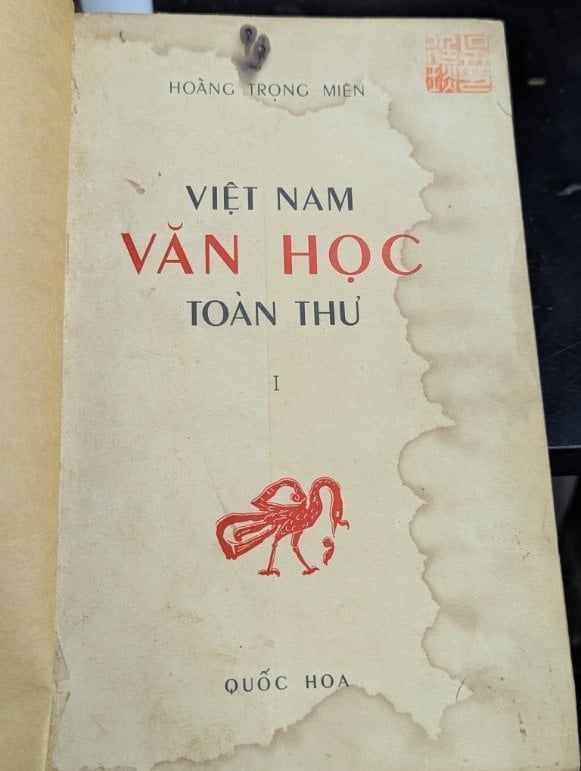 HOÀNG TRỌNG MIÊN
VIỆT NAM
VĂN HỌC
TOÀN THƯ
I
QUỐC HOA